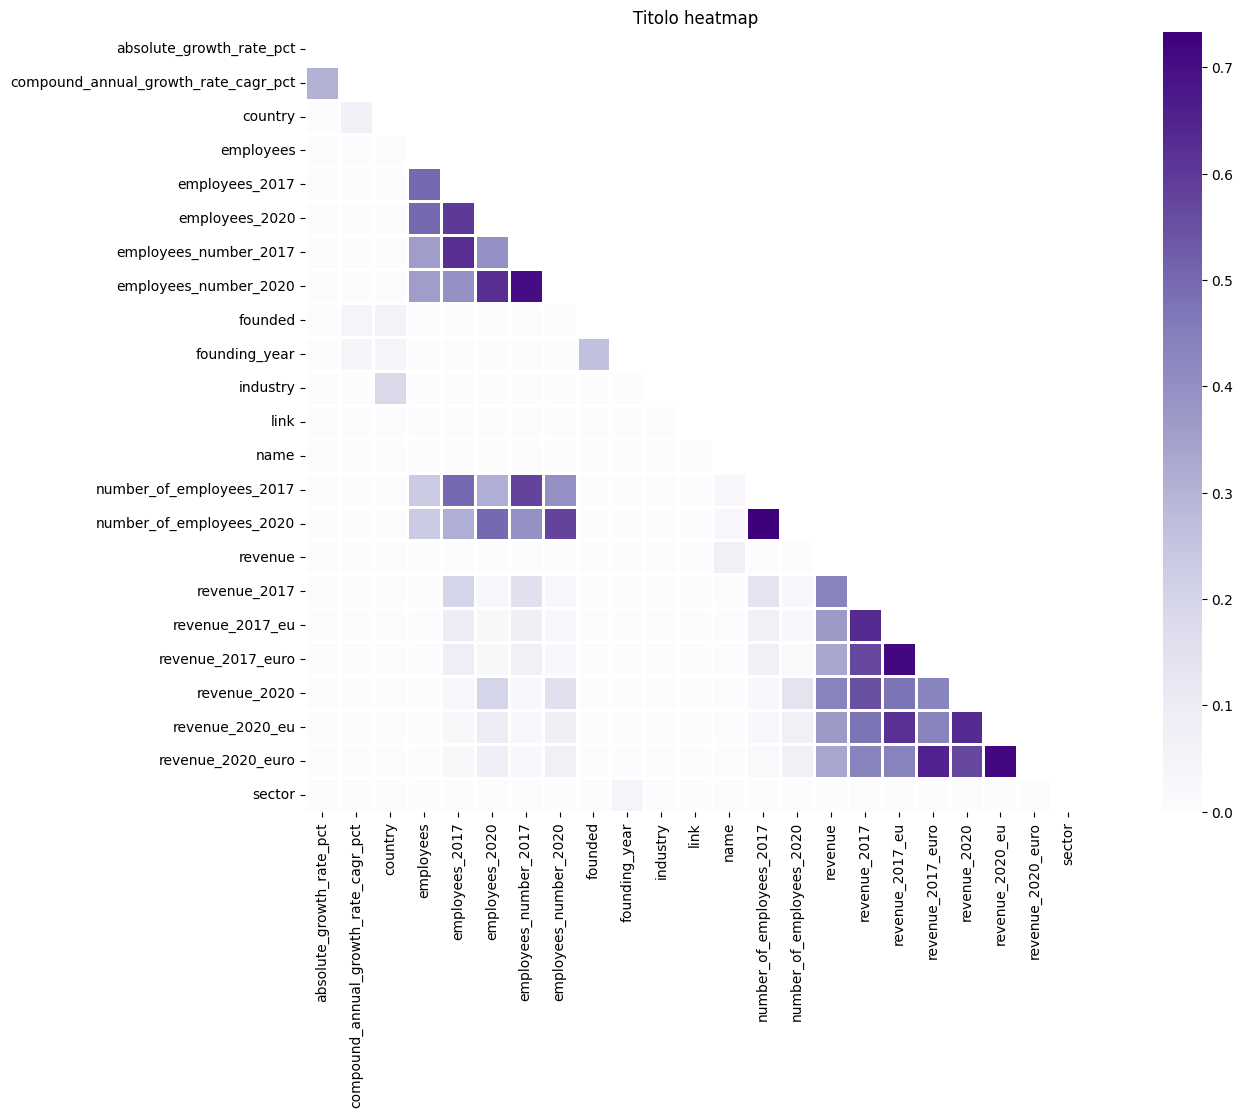 Titolo heatmap
absolute_growth_rate_pct
compound_annual_growth_rate_cagr_pct
country
employees
employees_2017
employees_2020
employees_number_2017
employees_number_2020
founded
founding_year
industry
link
name
number_of_employees_2017
number_of_employees_2020
revenue
revenue_2017
revenue_2017_eu
revenue_2017_euro
revenue_2020
revenue_2020_eu
revenue_2020_euro
sector
absolute_growth_rate_pct
compound_annual_growth_rate_cagr_pct
country
employees
employees_2017
employees_2020
employees_number_2017
employees_number_2020
founded
founding_year
industry
link
name
number_of_employees_2017
number_of_employees_2020
revenue
revenue_2017
revenue_2017_eu
revenue_2017_euro
revenue_2020
revenue_2020_eu
revenue_2020_euro
sector
0.7
0.6
0.5
0.4
0.3
0.2
0.1
0.0